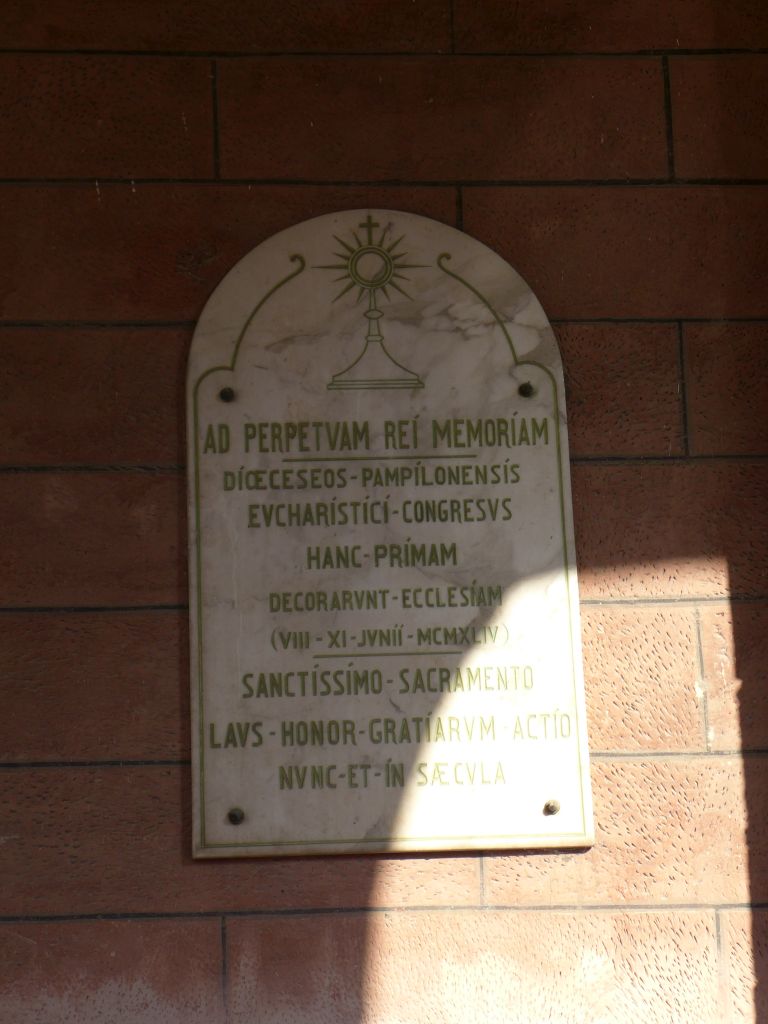 AD PERPETVAM REÍ MEMORÍAM
DÍŒCESEOS-PAMPÍLONENSÍS
EVCHARÍSTÍCÍ-CONGRESVS
HANC-PRÍMAM
DECORARVNT-ECCLESÍAM
(VIII-XI-JVNIÏ-MCMXLIV)
SANCTÍSSÍMO-SACRAMENTO
LAVS-HONOR-GRATÍARVM-ACTÍO
NVNC-ET-ÍN SÆCVLA